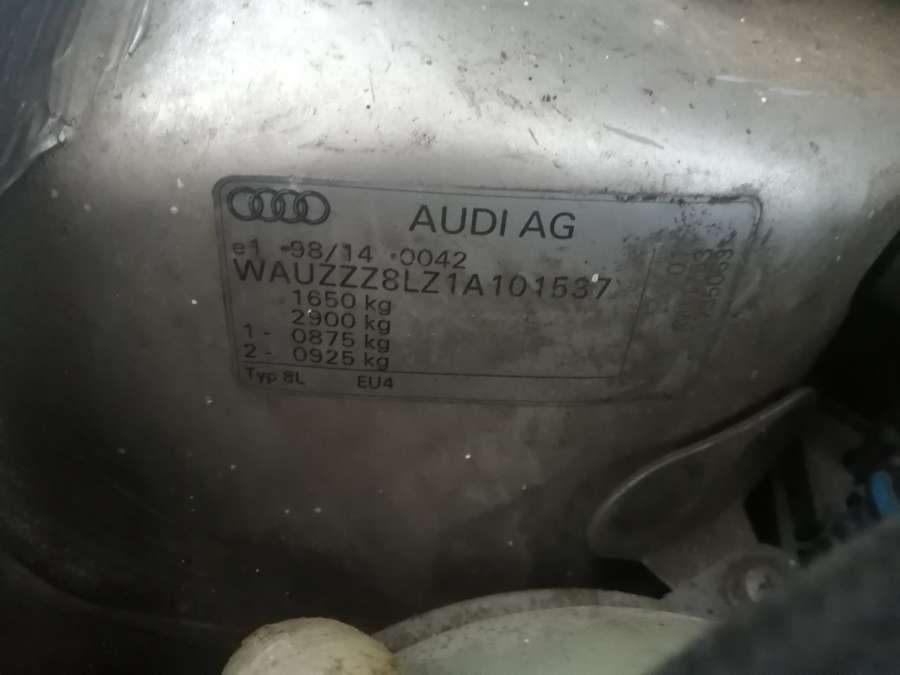 AUDI AG
e1 *98/14 *0042
WAUZZZ8LZ1A101537
1650 kg
2900 kg
1 - 0875 kg
2 - 0925 kg
Typ 8L EU4